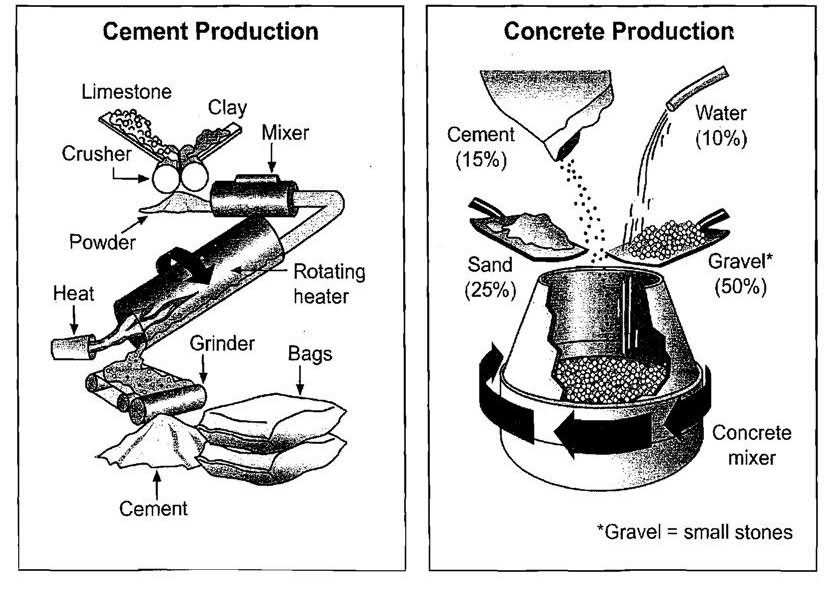 Cement Production
Limestone
Clay
Crusher
Mixer
Powder
Rotating
heater
Heat
Grinder
Bags
Cement
Concrete Production
Cement
(15%)
Water
(10%)
Sand
(25%)
Gravel*
(50%)
Concrete
mixer
*Gravel = small stones